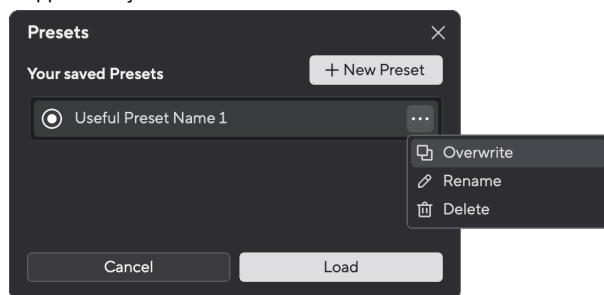 Presets
Your saved Presets
+ New Preset
Useful Preset Name 1
Overwrite
Rename
Delete
Cancel
Load